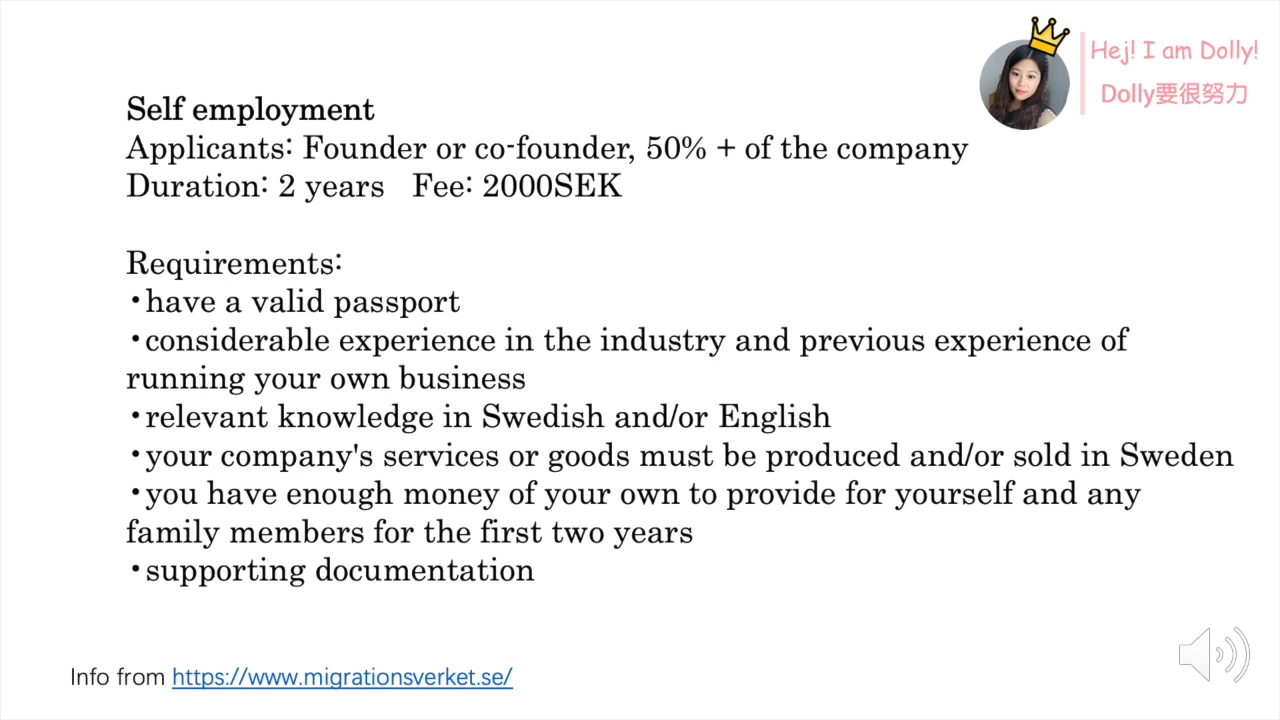 Hej! I am Dolly!
Dolly要很努力
Self employment
Applicants: Founder or co-founder, 50% + of the company
Duration: 2 years Fee: 2000SEK
Requirements:
•have a valid passport
•considerable experience in the industry and previous experience of
running your own business
•relevant knowledge in Swedish and/or English
•your company's services or goods must be produced and/or sold in Sweden
•you have enough money of your own to provide for yourself and any
family members for the first two years
•supporting documentation
Info from https://www.migrationsverket.se/